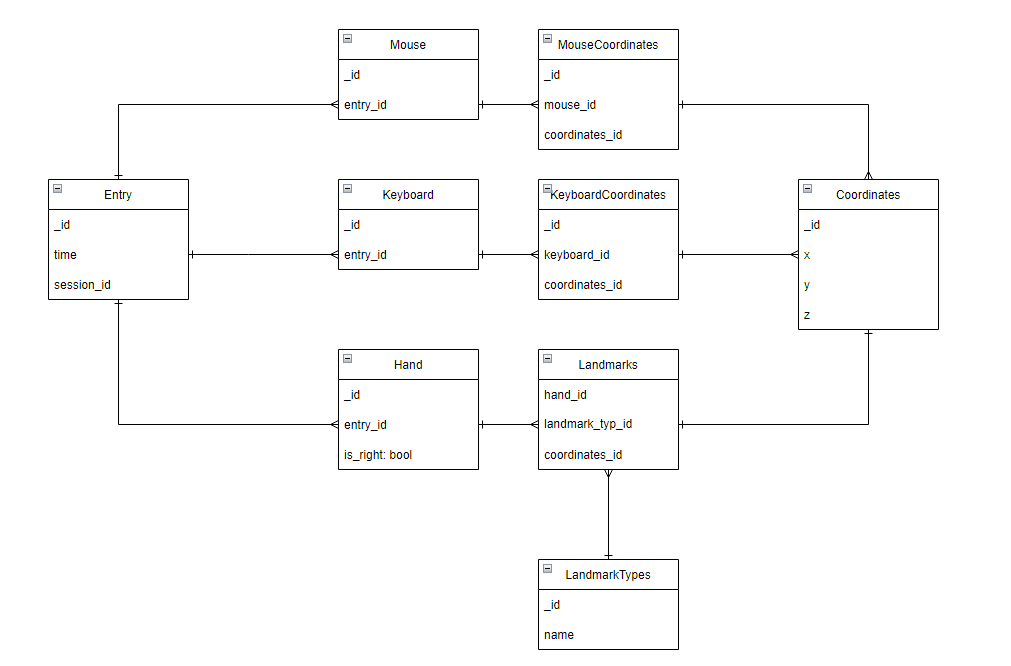 Mouse
_id
entry_id
MouseCoordinates
_id
mouse_id
coordinates_id
Entry
_id
time
session_id
Keyboard
_id
entry_id
KeyboardCoordinates
_id
keyboard_id
coordinates_id
Coordinates
_id
x
y
z
Hand
_id
entry_id
is_right: bool
Landmarks
hand_id
landmark_typ_id
coordinates_id
LandmarkTypes
_id
name